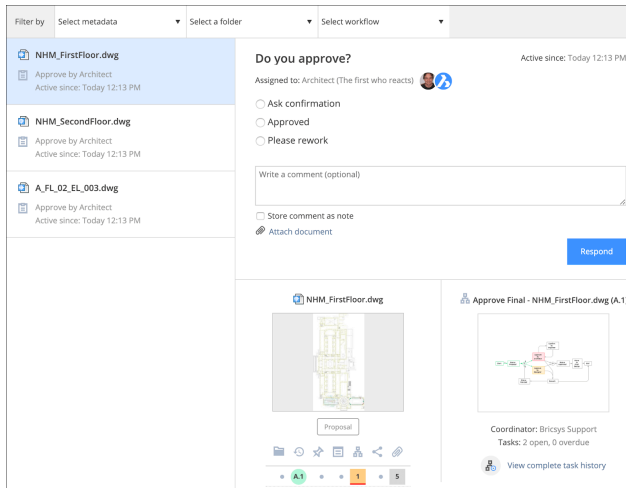 Filter by
Select metadata
Select a folder
Select workflow
NHM_FirstFloor.dwg
Approve by Architect
Active since: Today 12:13 PM
NHM_SecondFloor.dwg
Approve by Architect
Active since: Today 12:13 PM
A_FL_02_EL_003.dwg
Approve by Architect
Active since: Today 12:13 PM
Do you approve?
Active since: Today 12:13 PM
Assigned to: Architect (The first who reacts)
Ask confirmation
Approved
Please rework
Write a comment (optional)
Store comment as note
Attach document
Respond
NHM_FirstFloor.dwg
Proposal
A.1
1
5
Approve Final - NHM_FirstFloor.dwg (A.1
Coordinator: Bricsys Support
Tasks: 2 open, 0 overdue
View complete task history